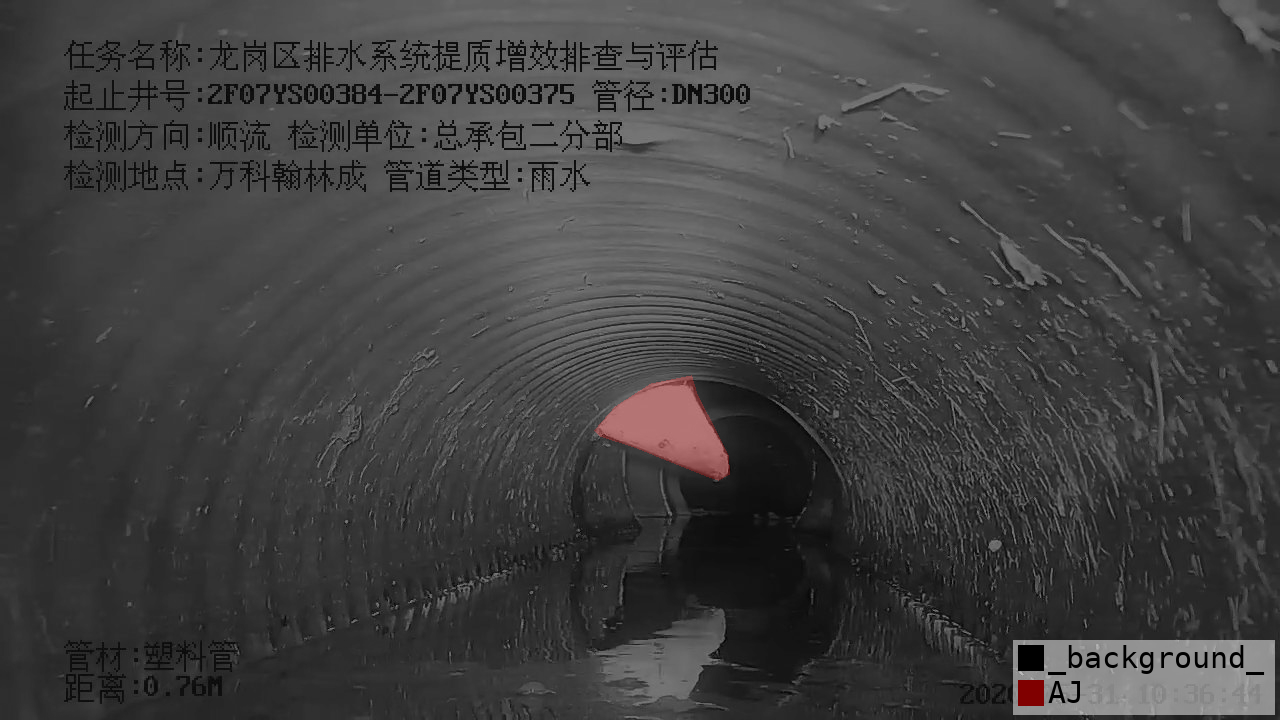 任务名称:龙岗区排水系统提质增效排查与评估
起止井号:2F07YS00384-2F07YS00375 管径:DN300
检测方向:顺流 检测单位:总承包二分部
检测地点:万科翰林成 管道类型:雨水
管材:塑料管
距离:0.76M
_background_
AJ
10:36:44